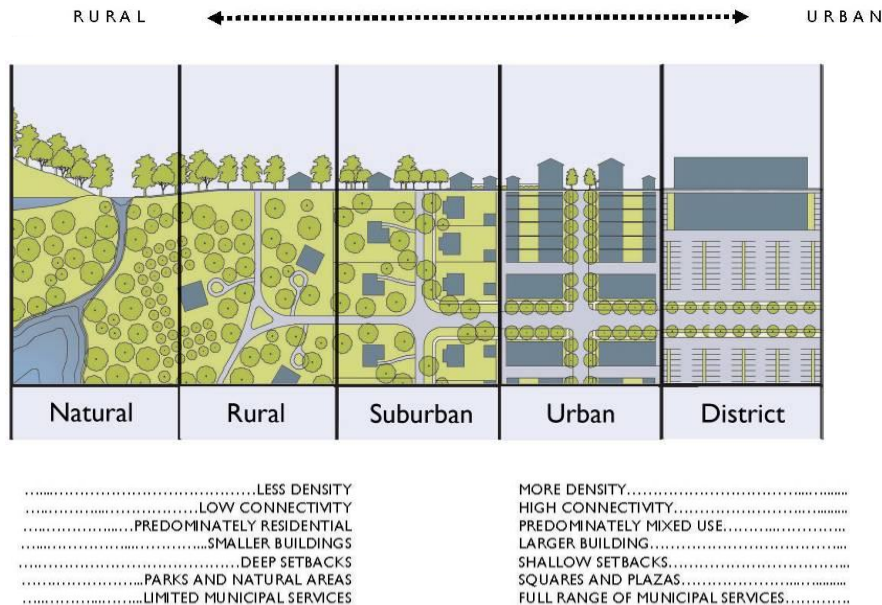 RURAL URBAN
Natural Rural Suburban Urban District
LESS DENSITY
LOW CONNECTIVITY
PREDOMINATELY RESIDENTIAL
SMALLER BUILDINGS
DEEP SETBACKS
PARKS AND NATURAL AREAS
LIMITED MUNICIPAL SERVICES
MORE DENSITY
HIGH CONNECTIVITY
PREDOMINATELY MIXED USE
LARGER BUILDING
SHALLOW SETBACKS
SQUARES AND PLAZAS
FULL RANGE OF MUNICIPAL SERVICES